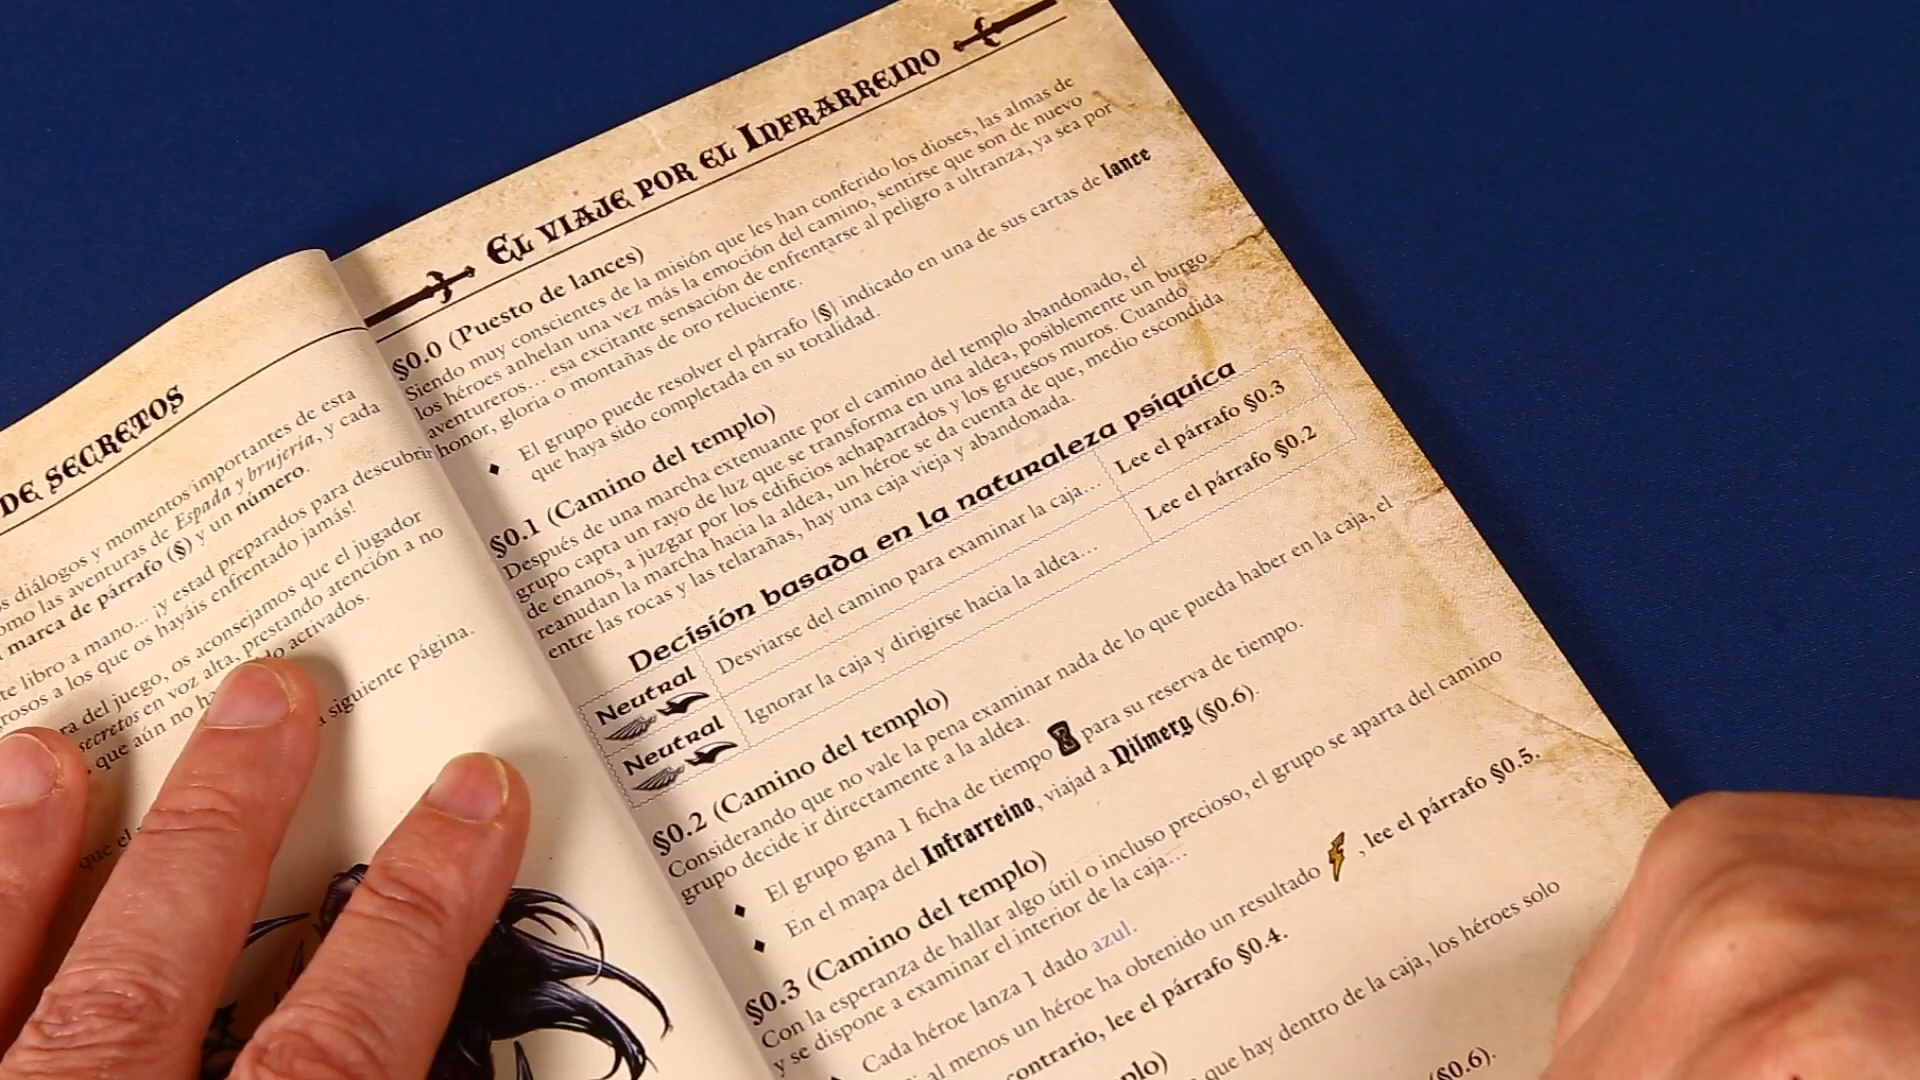 DE SECRETOS
s diálogos y momentos importantes de esta
omo las aventuras de Espada y brujería, y cada
marca de párrafo (§) y un número.
te libro a mano... ¡y estad preparados para descubrir
rosos a los que os hayáis enfrentado jamás!
ra del juego, os aconsejamos que el jugador
secretos en voz alta, prestando atención a no
que aún no ha do activados.
a siguiente página.
que el
El viaje por el Infrarreino
§0.0 (Puesto de lances)
Siendo muy conscientes de la misión que les han conferido los dioses, las almas de
los héroes anhelan una vez más la emoción del camino, sentirse que son de nuevo
aventureros... esa excitante sensación de enfrentarse al peligro a ultranza, ya sea por
honor, gloria o montañas de oro reluciente.
◆ El grupo puede resolver el párrafo (§) indicado en una de sus cartas de lance
que haya sido completada en su totalidad.
§0.1 (Camino del templo)
Después de una marcha extenuante por el camino del templo abandonado, el
grupo capta un rayo de luz que se transforma en una aldea, posiblemente un burgo
de enanos, a juzgar por los edificios achaparrados y los gruesos muros. Cuando
reanudan la marcha hacia la aldea, un héroe se da cuenta de que, medio escondida
entre las rocas y las telarañas, hay una caja vieja y abandonada.
Decisión basada en la naturaleza psíquica
Neutral Desviarse del camino para examinar la caja... Lee el párrafo §0.3
Neutral Ignorar la caja y dirigirse hacia la aldea... Lee el párrafo §0.2
§0.2 (Camino del templo)
Considerando que no vale la pena examinar nada de lo que pueda haber en la caja, el
grupo decide ir directamente a la aldea.
◆ El grupo gana 1 ficha de tiempo para su reserva de tiempo.
◆ En el mapa del Infrarreino, viajad a Nilmerg (§0.6).
§0.3 (Camino del templo)
Con la esperanza de hallar algo útil o incluso precioso, el grupo se aparta del camino
y se dispone a examinar el interior de la caja...
Cada héroe lanza 1 dado azul.
al menos un héroe ha obtenido un resultado , lee el párrafo §0.5.
contrario, lee el párrafo §0.4.
plo)
que hay dentro de la caja, los héroes solo
(§0.6).